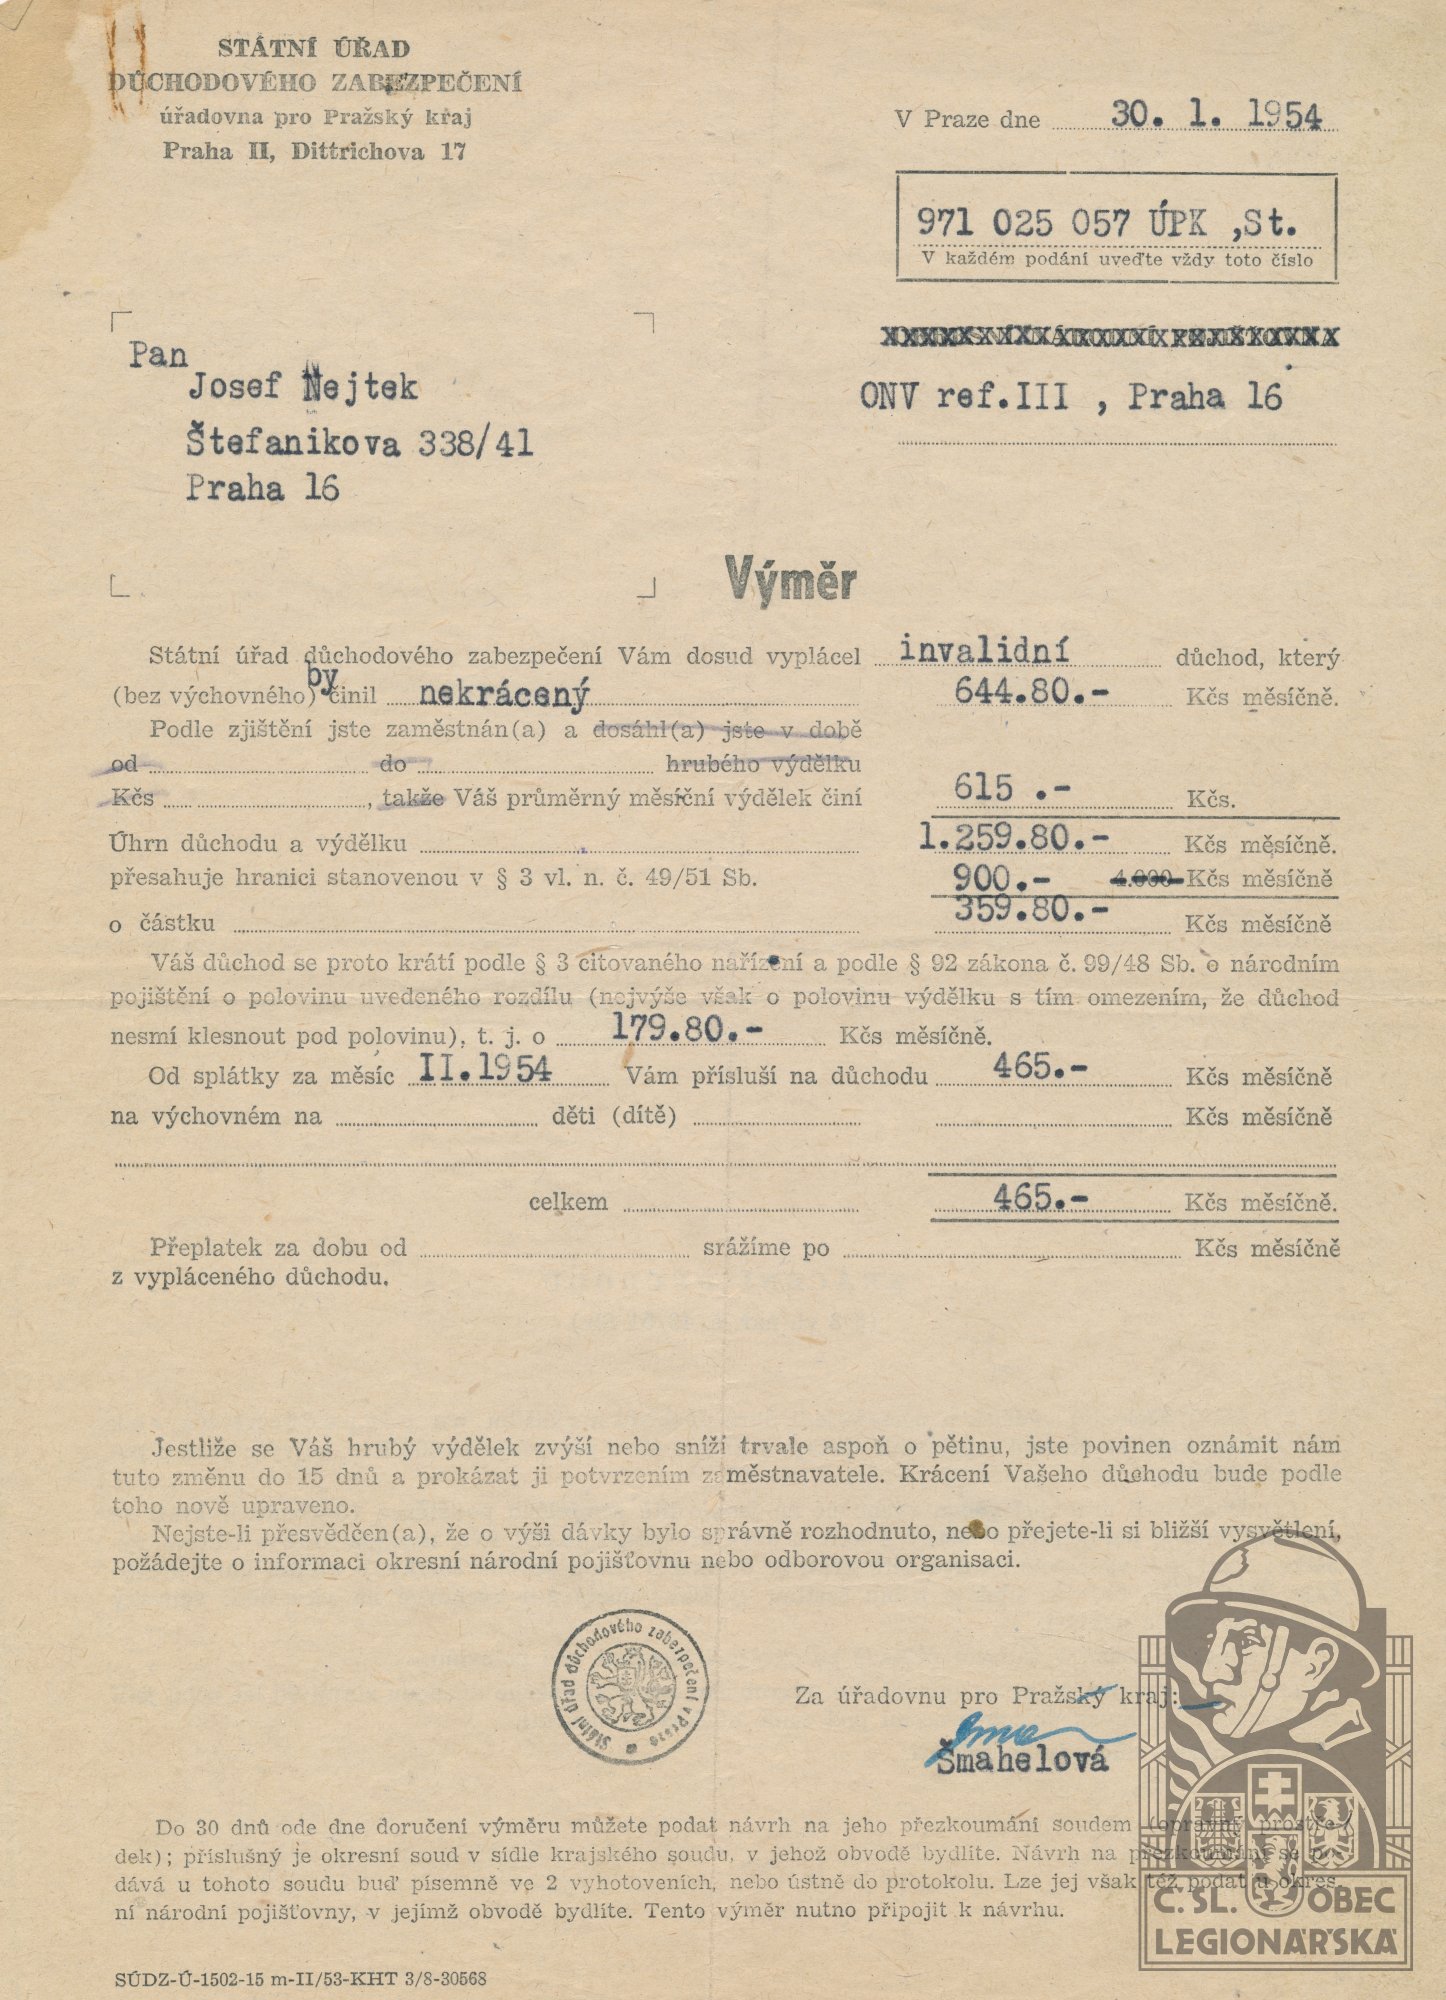 STÁTNÍ ÚŘAD
DŮCHODOVÉHO ZABEZPEČENÍ
úřadovna pro Pražský kraj
Praha II, Dittrichova 17
V Praze dne 30. 1. 1954
971 025 057 ÚPK ,St.
V každém podání uveďte vždy toto číslo
Pan
Josef Nejtek
Štefanikova 338/41
Praha 16
ONV ref.III , Praha 16
Výměr
Státní úřad důchodového zabezpečení Vám dosud vyplácel invalidní důchod, který
(bez výchovného) by činil nekrácený 644.80.- Kčs měsíčně.
Podle zjištění jste zaměstnán(a) a dosáhl(a) jste v době
od do hrubého výdělku
Kčs , takže Váš průměrný měsíční výdělek činí 615 .- Kčs.
Úhrn důchodu a výdělku 1.259.80.- Kčs měsíčně.
přesahuje hranici stanovenou v § 3 vl. n. č. 49/51 Sb. 900.- Kčs měsíčně
o částku 359.80.- Kčs měsíčně
Váš důchod se proto krátí podle § 3 citovaného nařízení a podle § 92 zákona č. 99/48 Sb. o národním
pojištění o polovinu uvedeného rozdílu (nejvýše však o polovinu výdělku s tím omezením, že důchod
nesmí klesnout pod polovinu), t. j. o 179.80.- Kčs měsíčně.
Od splátky za měsíc II.1954 Vám přísluší na důchodu 465.- Kčs měsíčně
na výchovném na děti (dítě) Kčs měsíčně
celkem 465.- Kčs měsíčně.
Přeplatek za dobu od srážíme po Kčs měsíčně
z vypláceného důchodu.
Jestliže se Váš hrubý výdělek zvýší nebo sníží trvale aspoň o pětinu, jste povinen oznámit nám
tuto změnu do 15 dnů a prokázat ji potvrzením zaměstnavatele. Krácení Vašeho důchodu bude podle
toho nově upraveno.
Nejste-li přesvědčen(a), že o výši dávky bylo správně rozhodnuto, nebo přejete-li si bližší vysvětlení,
požádejte o informaci okresní národní pojišťovnu nebo odborovou organisaci.
Státní úřad důchodového zabezpečení v Praze
Za úřadovnu pro Pražský kraj:
Šmahelová
Do 30 dnů ode dne doručení výměru můžete podat návrh na jeho přezkoumání soudem (opravný prostře-
dek); příslušný je okresní soud v sídle krajského soudu, v jehož obvodě bydlíte. Návrh na přezkoumání se po-
dává u tohoto soudu buď písemně ve 2 vyhotoveních, nebo ústně do protokolu. Lze jej však též podat u okres-
ní národní pojišťovny, v jejímž obvodě bydlíte. Tento výměr nutno připojit k návrhu.
Č. SL. OBEC
LEGIONÁŘSKÁ
SÚDZ-Ú-1502-15 m-II/53-KHT 3/8-30568